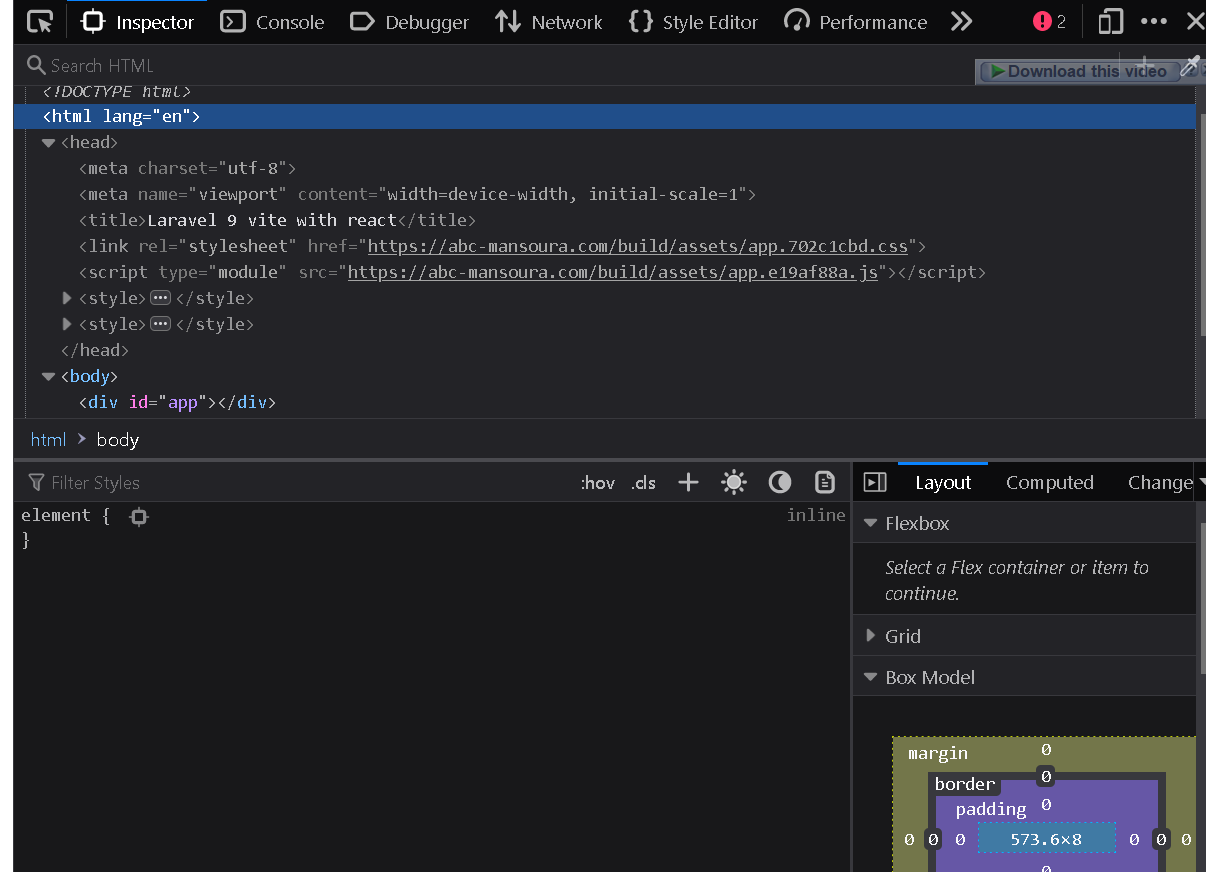 Inspector Console Debugger Network Style Editor Performance 2
Search HTML
Download this video
<!DOCTYPE html>
<html lang="en">
<head>
<meta charset="utf-8">
<meta name="viewport" content="width=device-width, initial-scale=1">
<title>Laravel 9 vite with react</title>
<link rel="stylesheet" href="https://abc-mansoura.com/build/assets/app.702c1cbd.css">
<script type="module" src="https://abc-mansoura.com/build/assets/app.e19af88a.js"></script>
<style>…</style>
<style>…</style>
</head>
<body>
<div id="app"></div>
html > body
Filter Styles :hov .cls
element { inline
}
Layout Computed Change
Flexbox
Select a Flex container or item to
continue.
Grid
Box Model
margin 0
border 0
padding 0
0 0 0 573.6×8 0 0 0